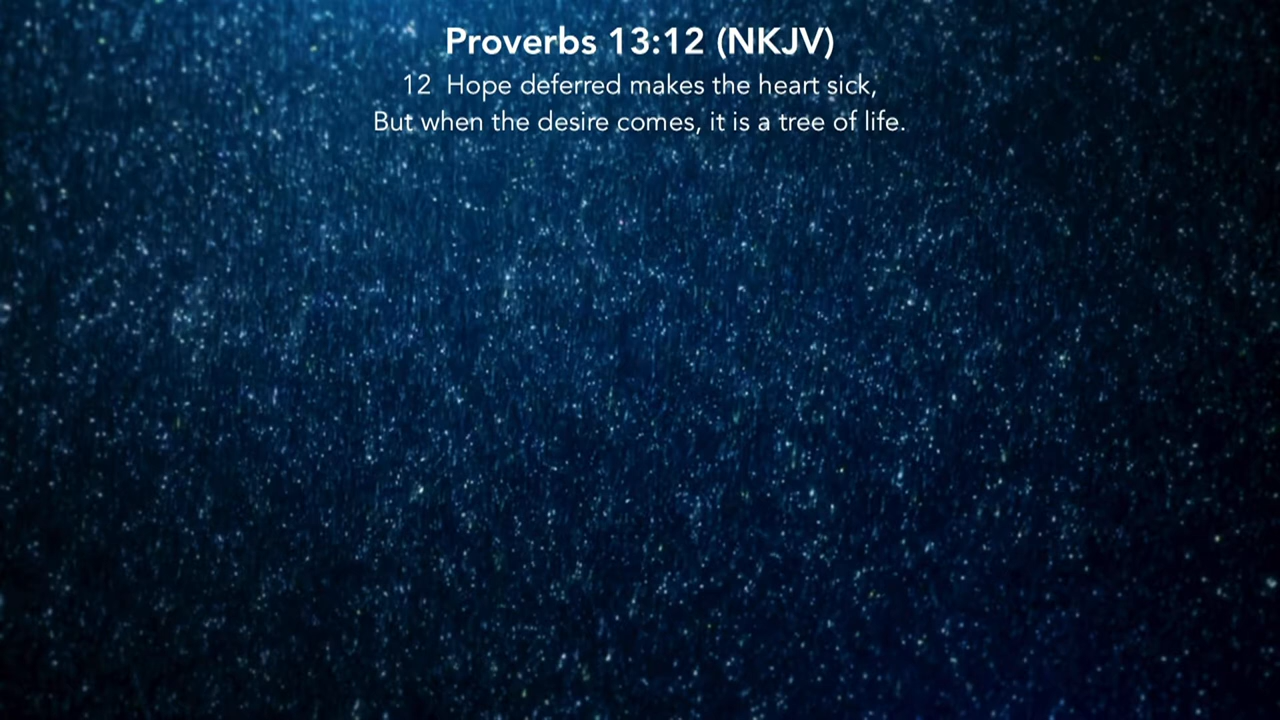 Proverbs 13:12 (NKJV)
12 Hope deferred makes the heart sick,
But when the desire comes, it is a tree of life.